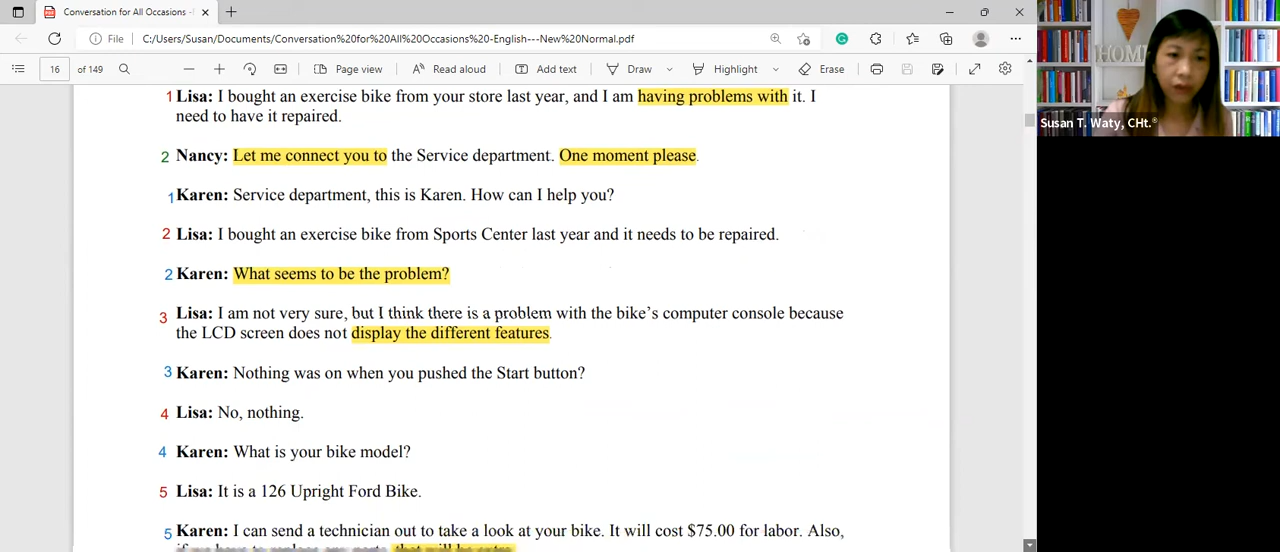 Conversation for All Occasions -
File C:/Users/Susan/Documents/Conversation%20for%20All%20Occasions%20-English---New%20Normal.pdf
16 of 149 Page view Read aloud Add text Draw Highlight Erase
1 Lisa: I bought an exercise bike from your store last year, and I am having problems with it. I
need to have it repaired.
2 Nancy: Let me connect you to the Service department. One moment please.
1 Karen: Service department, this is Karen. How can I help you?
2 Lisa: I bought an exercise bike from Sports Center last year and it needs to be repaired.
2 Karen: What seems to be the problem?
3 Lisa: I am not very sure, but I think there is a problem with the bike's computer console because
the LCD screen does not display the different features.
3 Karen: Nothing was on when you pushed the Start button?
4 Lisa: No, nothing.
4 Karen: What is your bike model?
5 Lisa: It is a 126 Upright Ford Bike.
5 Karen: I can send a technician out to take a look at your bike. It will cost $75.00 for labor. Also,
that will be extra
HOME
Susan T. Waty, CHt.®